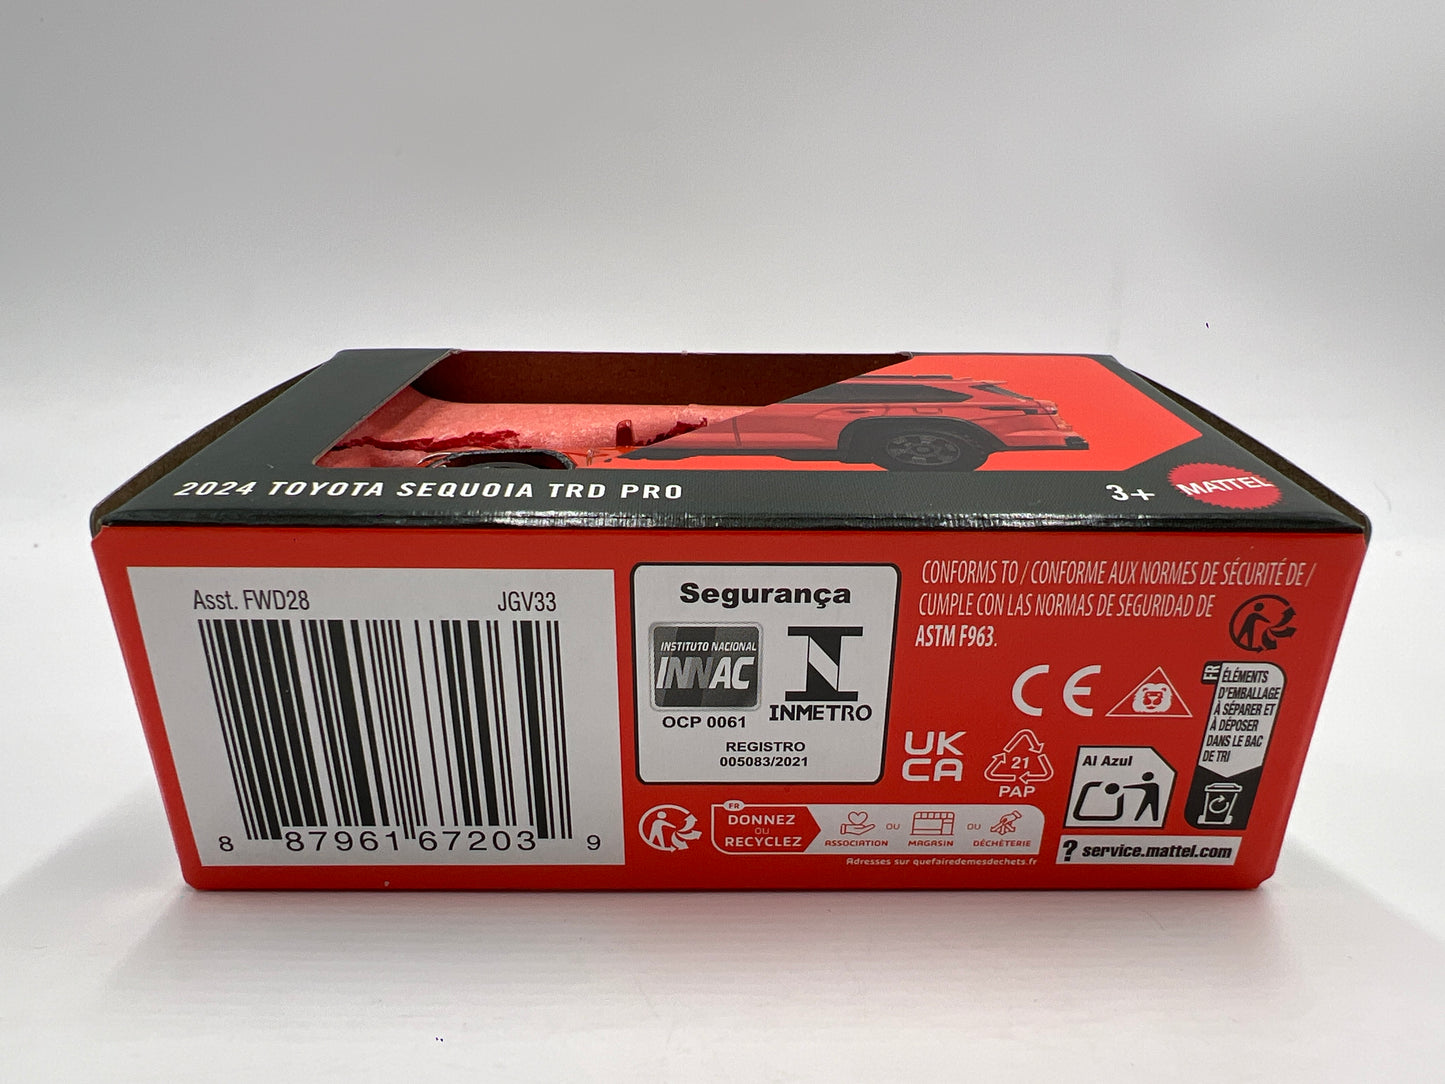 2024 TOYOTA SEQUOIA TRD PRO
3+
MATTEL
Asst. FWD28
JGV33
8 87961 67203 9
Segurança
INSTITUTO NACIONAL
INNAC
OCP 0061
INMETRO
REGISTRO
005083/2021
CONFORMS TO / CONFORME AUX NORMES DE SÉCURITÉ DE /
CUMPLE CON LAS NORMAS DE SEGURIDAD DE
ASTM F963.
CE
UK
CA
21
PAP
FR
ÉLÉMENTS
D'EMBALLAGE
À SÉPARER ET
À DÉPOSER
DANS LE BAC
DE TRI
Al Azul
FR
DONNEZ
OU
RECYCLEZ
ASSOCIATION
OU
MAGASIN
OU
DÉCHÈTERIE
Adresses sur quefairedemesdechets.fr
? service.mattel.com